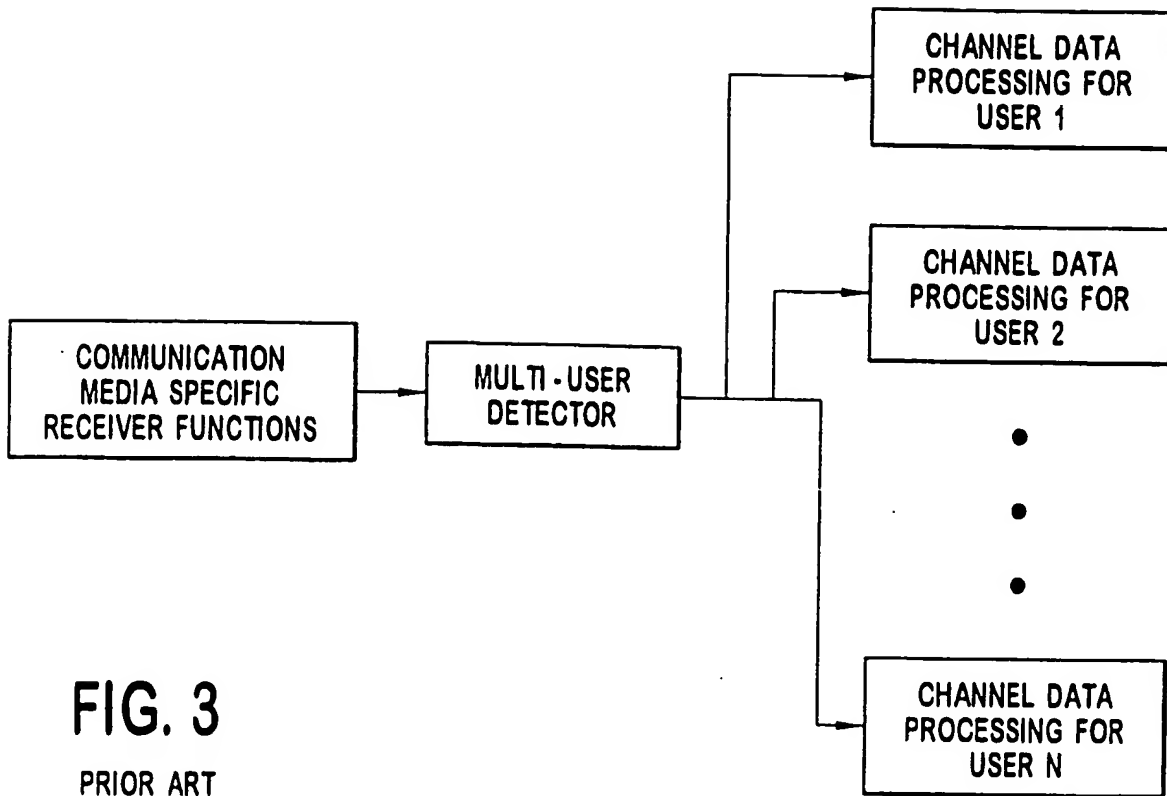 CHANNEL DATA
PROCESSING FOR
USER 1
CHANNEL DATA
PROCESSING FOR
USER 2
COMMUNICATION
MEDIA SPECIFIC
RECEIVER FUNCTIONS
MULTI-USER
DETECTOR
CHANNEL DATA
PROCESSING FOR
USER N
FIG. 3
PRIOR ART